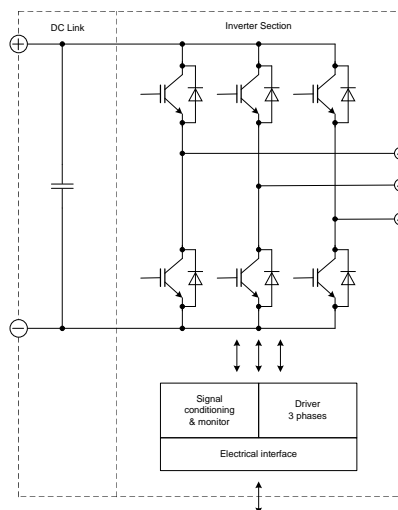 DC Link
Inverter Section
Signal
conditioning
& monitor
Driver
3 phases
Electrical interface